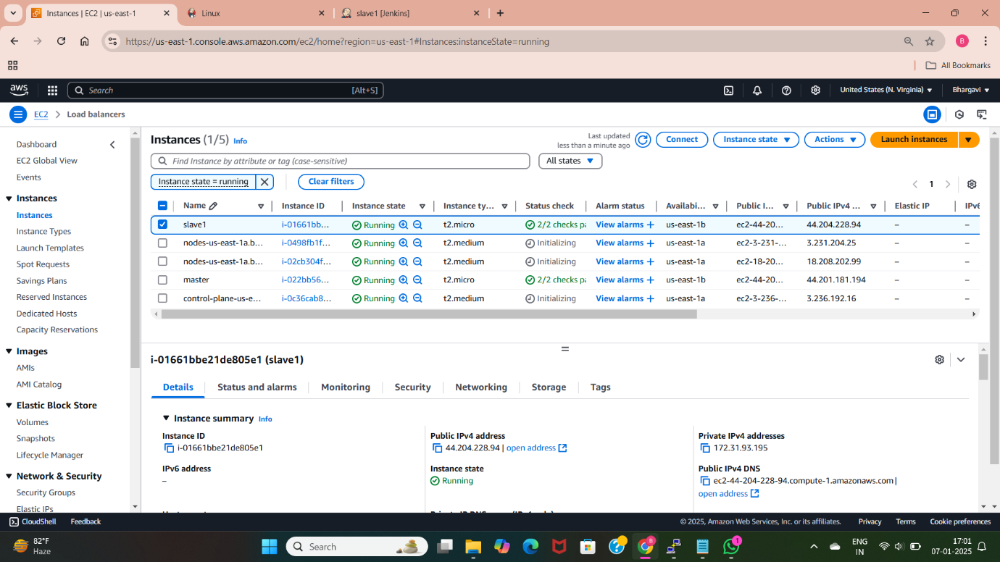 Instances | EC2 | us-east-1
Linux
slave1 [Jenkins]
https://us-east-1.console.aws.amazon.com/ec2/home?region=us-east-1#Instances:instanceState=running
B
All Bookmarks
aws
Search [Alt+S]
United States (N. Virginia)
Bhargavi
EC2 > Load balancers
Dashboard
EC2 Global View
Events
Instances
Instances
Instance Types
Launch Templates
Spot Requests
Savings Plans
Reserved Instances
Dedicated Hosts
Capacity Reservations
Images
AMIs
AMI Catalog
Elastic Block Store
Volumes
Snapshots
Lifecycle Manager
Network & Security
Security Groups
Elastic IPs
Instances (1/5) Info
Last updated
less than a minute ago
Connect
Instance state
Actions
Launch instances
Find Instance by attribute or tag (case-sensitive)
All states
Instance state = running
Clear filters
1
Name Instance ID Instance state Instance ty... Status check Alarm status Availabi... Public I... Public IPv4 ... Elastic IP IPv6
slave1 i-01661bb... Running t2.micro 2/2 checks pa View alarms + us-east-1b ec2-44-20... 44.204.228.94 – –
nodes-us-east-1a.b... i-0498fb1f... Running t2.medium Initializing View alarms + us-east-1a ec2-3-231-... 3.231.204.25 – –
nodes-us-east-1a.b... i-02cb304f... Running t2.medium Initializing View alarms + us-east-1a ec2-18-20... 18.208.202.99 – –
master i-022bb56... Running t2.micro 2/2 checks pa View alarms + us-east-1b ec2-44-20... 44.201.181.194 – –
control-plane-us-e... i-0c36cab8... Running t2.medium Initializing View alarms + us-east-1a ec2-3-236-... 3.236.192.16 – –
i-01661bbe21de805e1 (slave1)
Details
Status and alarms
Monitoring
Security
Networking
Storage
Tags
Instance summary Info
Instance ID
i-01661bbe21de805e1
IPv6 address
–
Public IPv4 address
44.204.228.94 | open address
Instance state
Running
Private IPv4 addresses
172.31.93.195
Public IPv4 DNS
ec2-44-204-228-94.compute-1.amazonaws.com |
open address
CloudShell
Feedback
© 2025, Amazon Web Services, Inc. or its affiliates.
Privacy
Terms
Cookie preferences
82°F
Haze
Search
B
1
ENG
IN
17:01
07-01-2025